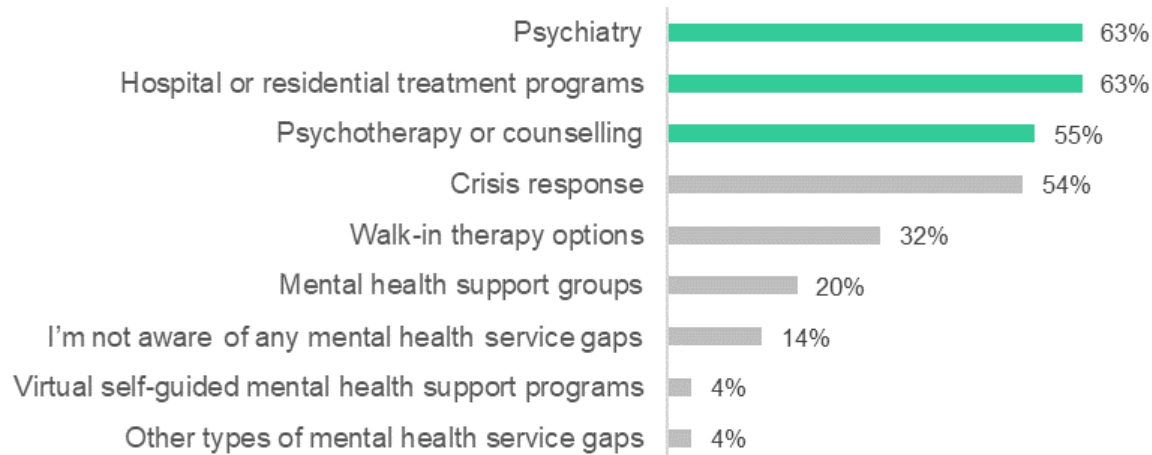 Psychiatry 63%
Hospital or residential treatment programs 63%
Psychotherapy or counselling 55%
Crisis response 54%
Walk-in therapy options 32%
Mental health support groups 20%
I'm not aware of any mental health service gaps 14%
Virtual self-guided mental health support programs 4%
Other types of mental health service gaps 4%